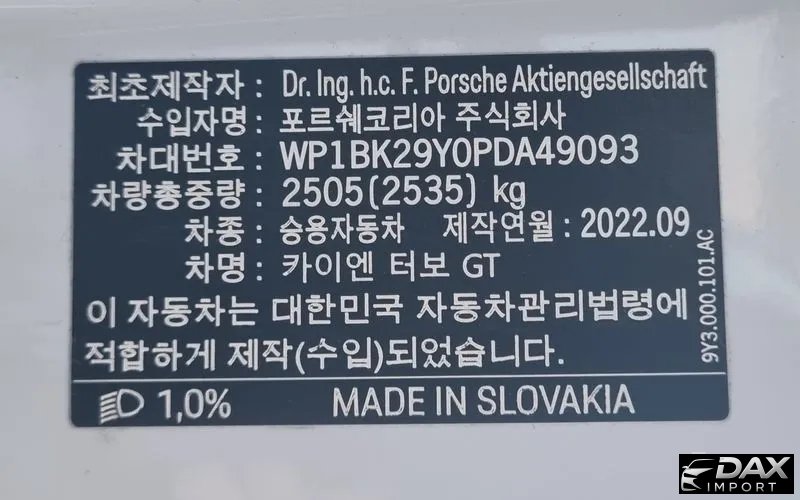 최초제작자 : Dr. Ing. h.c. F. Porsche Aktiengesellschaft
수입자명 : 포르쉐코리아 주식회사
차대번호 : WP1BK29Y0PDA49093
차량총중량 : 2505(2535) kg
차종 : 승용자동차 제작연월 : 2022.09
차명 : 카이엔 터보 GT
이 자동차는 대한민국 자동차관리법령에
적합하게 제작(수입)되었습니다.
9Y3.000.101.AC
1,0% MADE IN SLOVAKIA
DAX
IMPORT